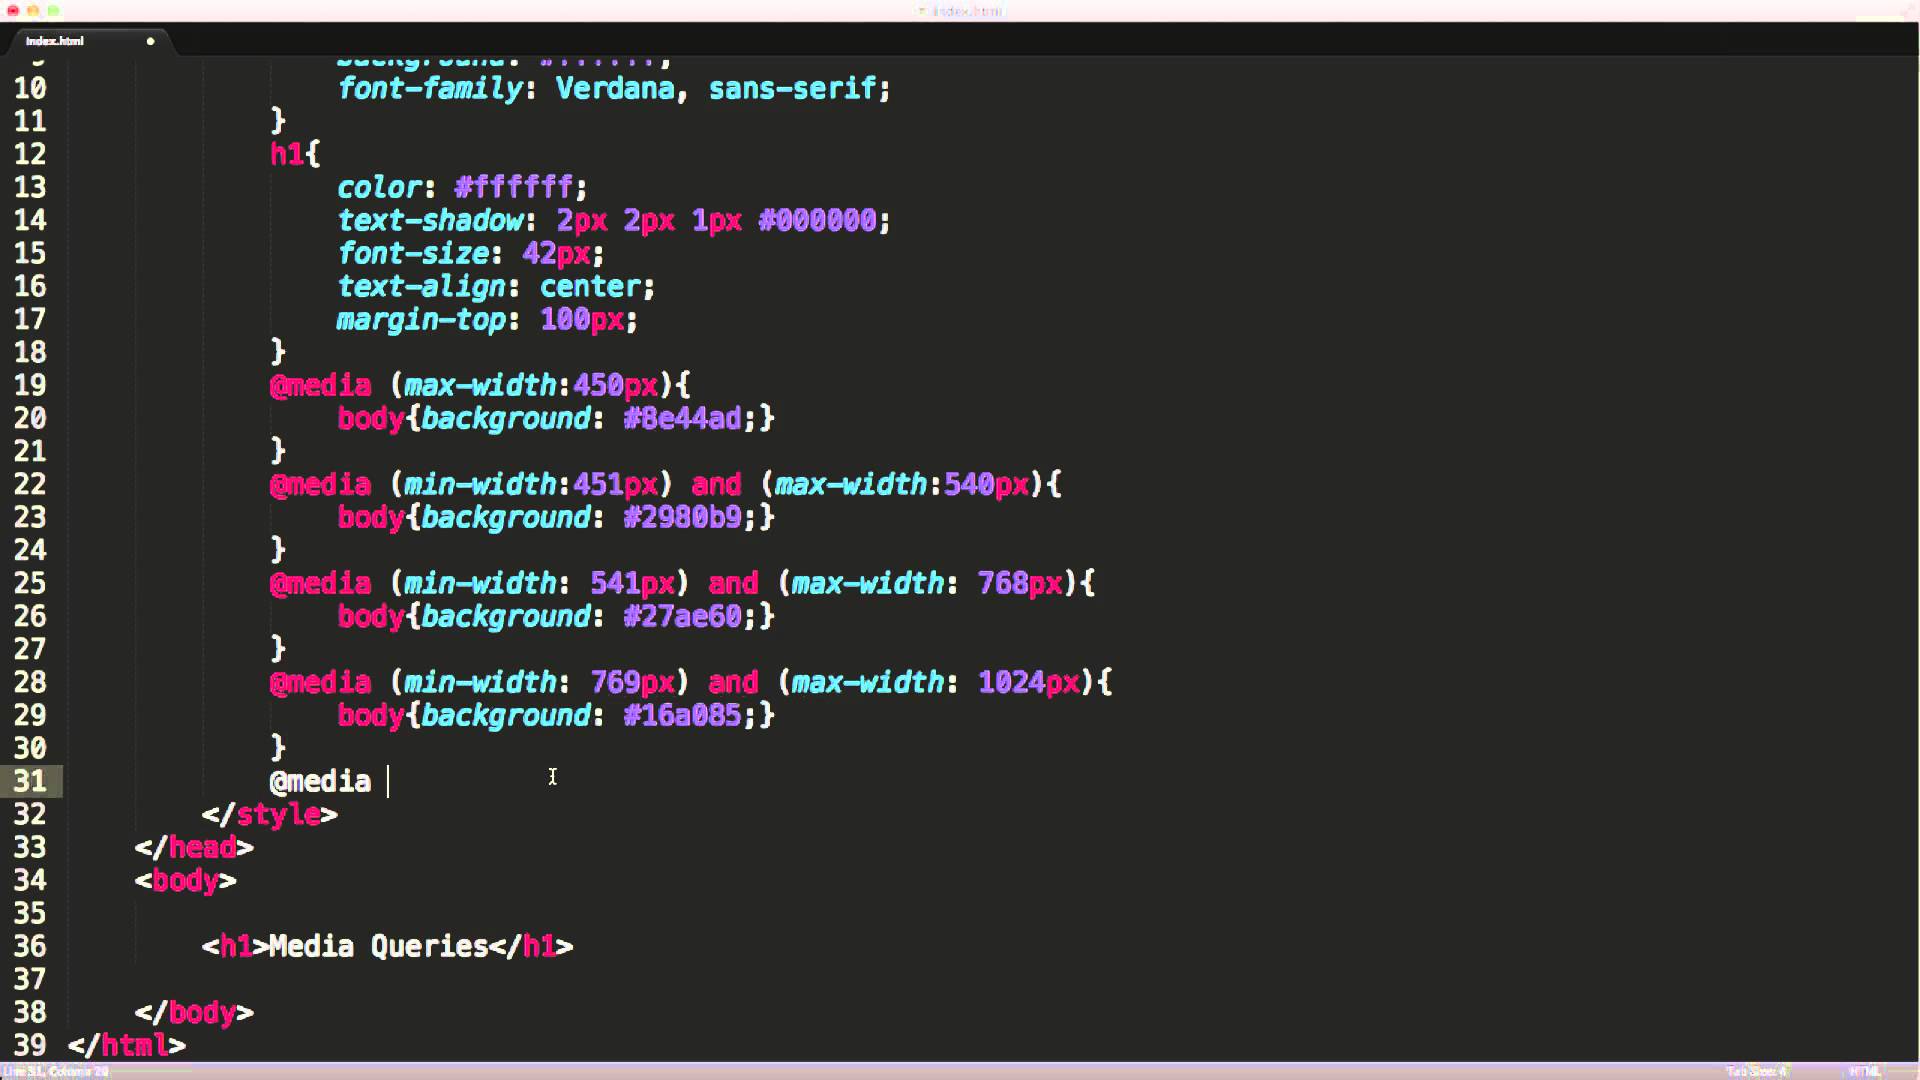 index.html
index.html
9 background: #ffffff;
10 font-family: Verdana, sans-serif;
11 }
12 h1{
13 color: #ffffff;
14 text-shadow: 2px 2px 1px #000000;
15 font-size: 42px;
16 text-align: center;
17 margin-top: 100px;
18 }
19 @media (max-width:450px){
20 body{background: #8e44ad;}
21 }
22 @media (min-width:451px) and (max-width:540px){
23 body{background: #2980b9;}
24 }
25 @media (min-width: 541px) and (max-width: 768px){
26 body{background: #27ae60;}
27 }
28 @media (min-width: 769px) and (max-width: 1024px){
29 body{background: #16a085;}
30 }
31 @media
32 </style>
33 </head>
34 <body>
35
36 <h1>Media Queries</h1>
37
38 </body>
39 </html>
Line 31, Column 20 Tab Size: 4 HTML